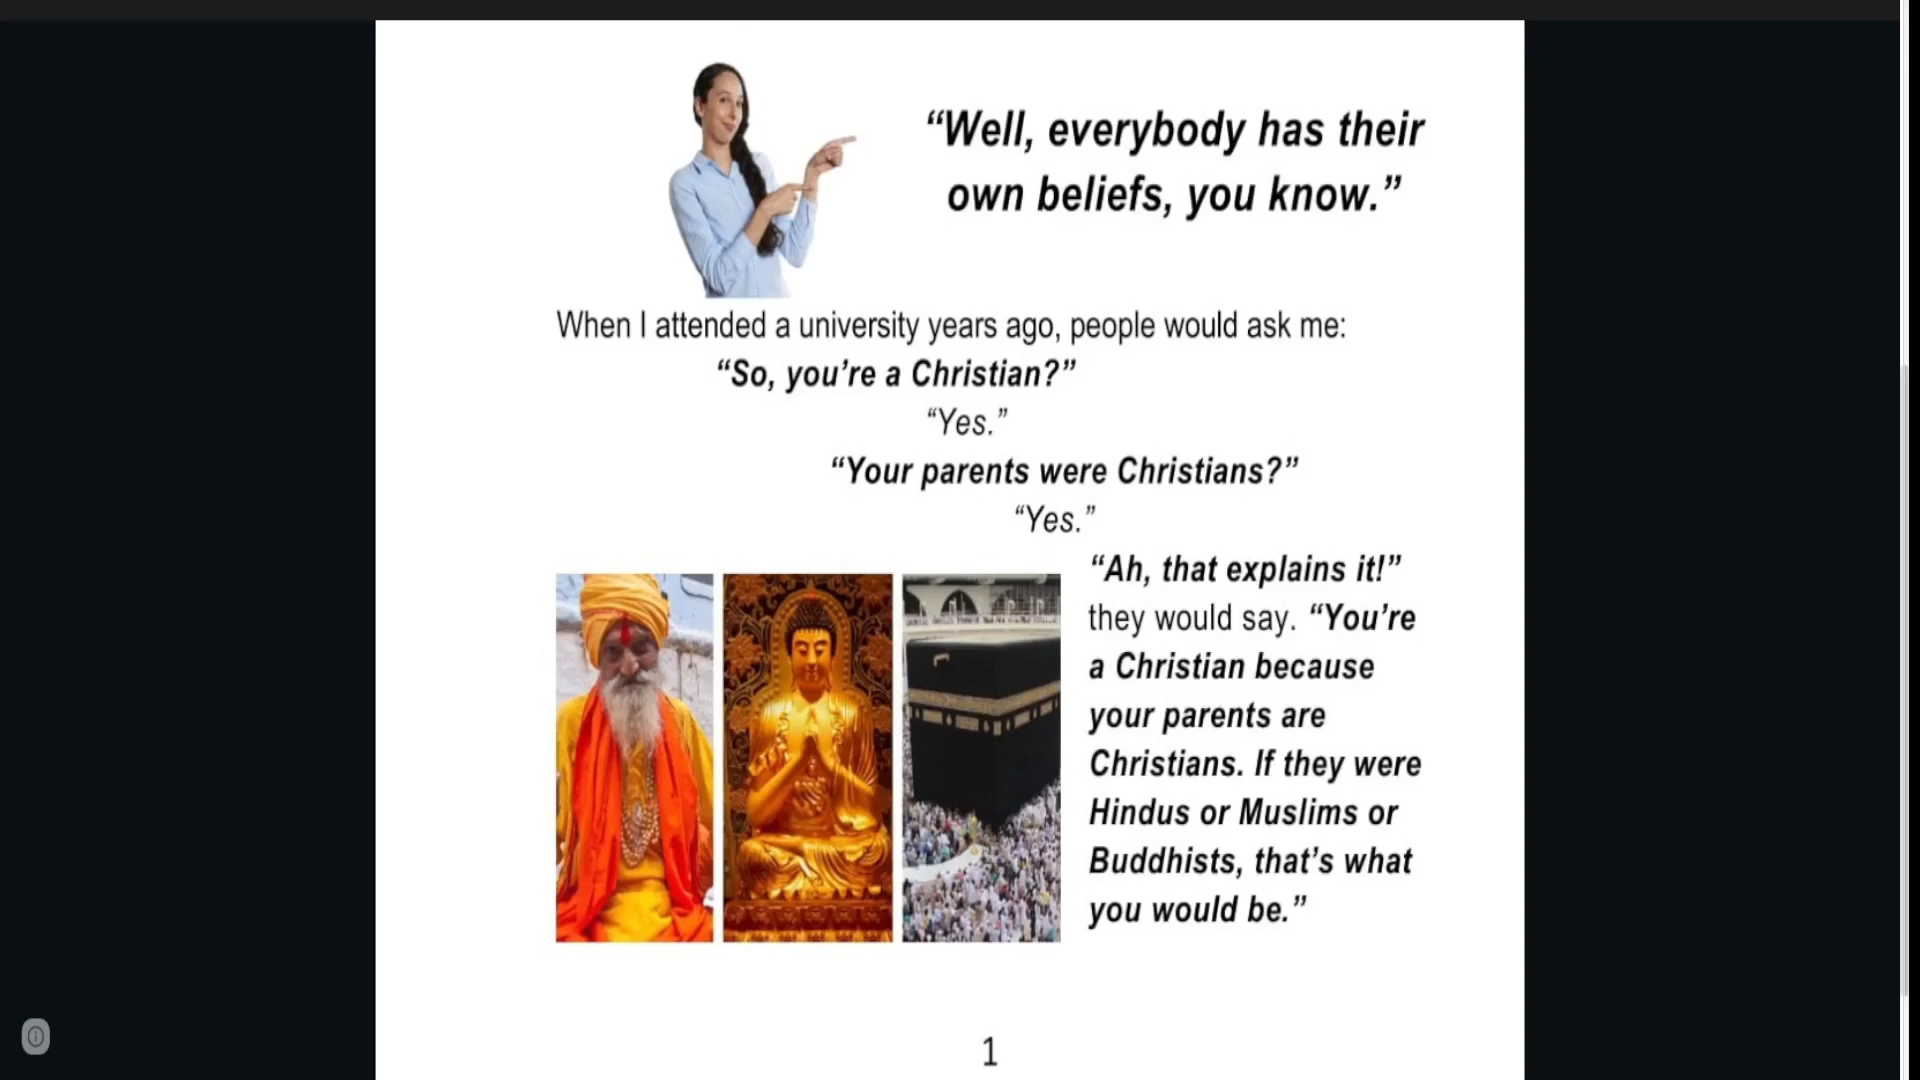 “Well, everybody has their
own beliefs, you know.”
When I attended a university years ago, people would ask me:
“So, you’re a Christian?”
“Yes.”
“Your parents were Christians?”
“Yes.”
“Ah, that explains it!”
they would say. “You’re
a Christian because
your parents are
Christians. If they were
Hindus or Muslims or
Buddhists, that’s what
you would be.”
1